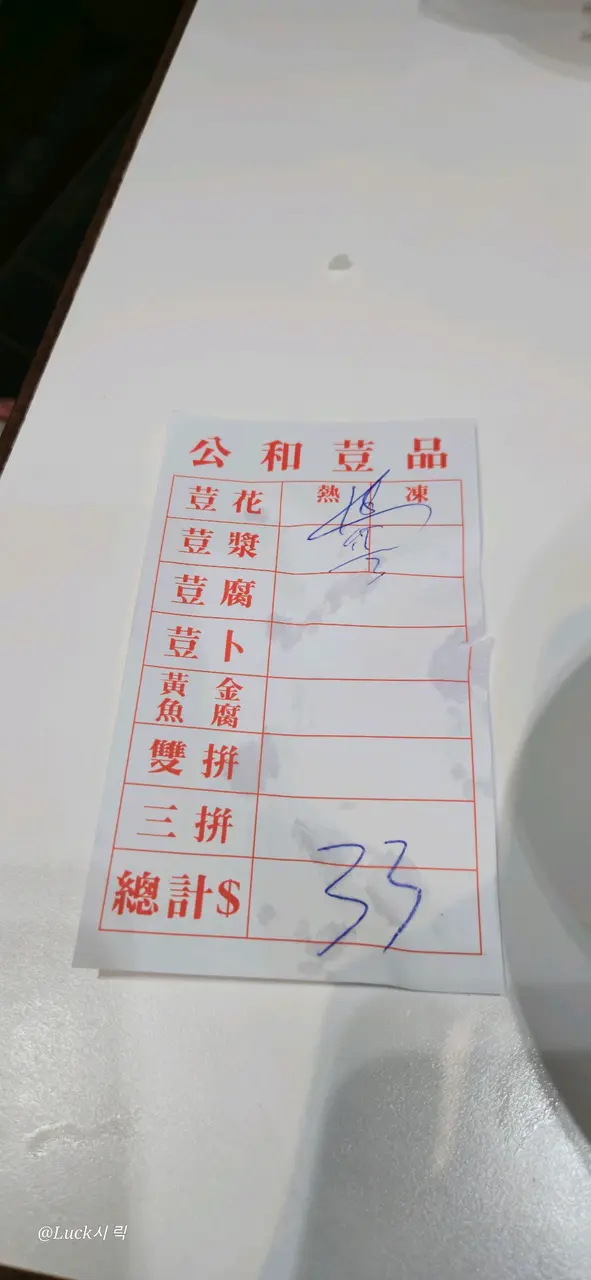 公和荳品
荳花 熱 凍
荳漿
荳腐
荳卜
黃金
魚腐
雙拼
三拼
總計$ 33
@Luck시 릭